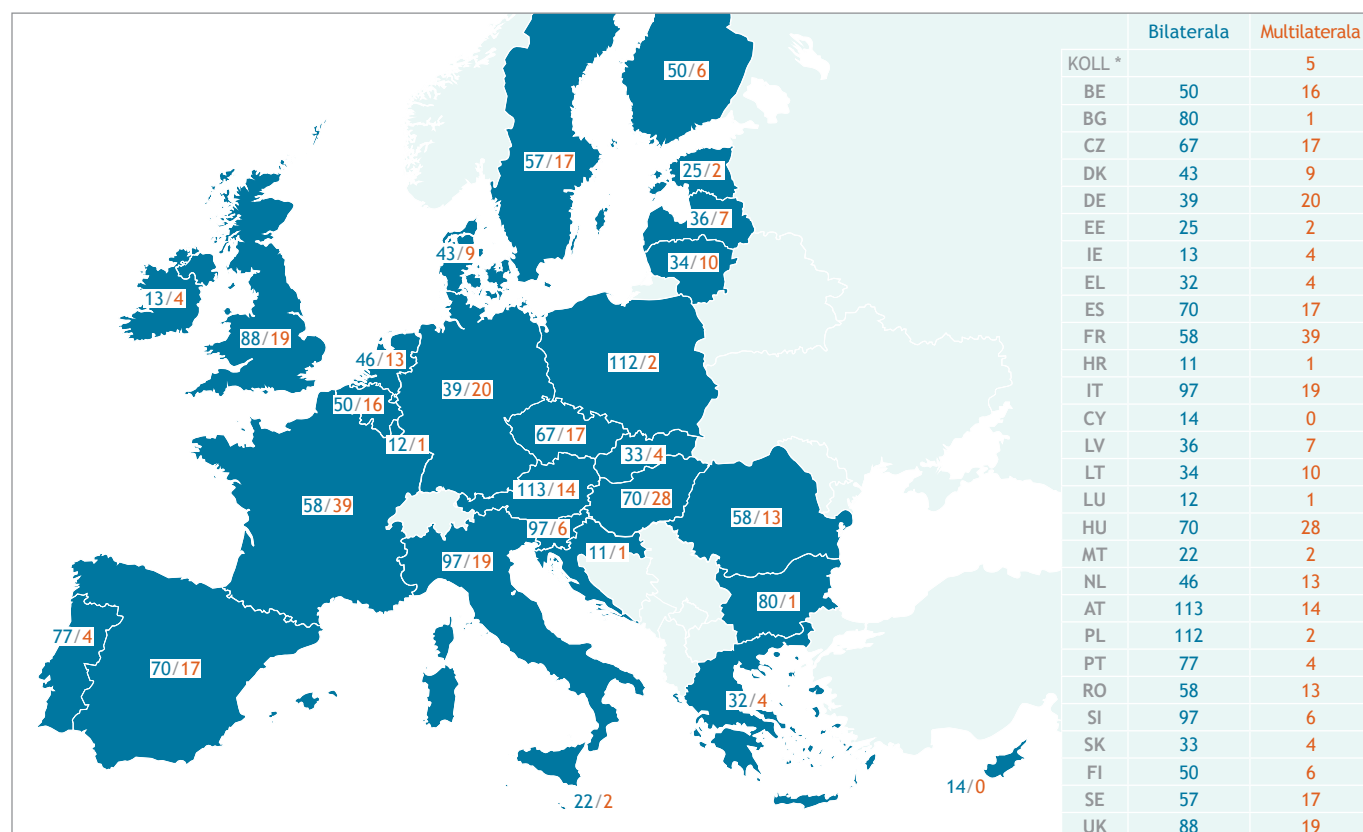 Bilaterala Multilaterala
KOLL * 5
BE 50 16
BG 80 1
CZ 67 17
DK 43 9
DE 39 20
EE 25 2
IE 13 4
EL 32 4
ES 70 17
FR 58 39
HR 11 1
IT 97 19
CY 14 0
LV 36 7
LT 34 10
LU 12 1
HU 70 28
MT 22 2
NL 46 13
AT 113 14
PL 112 2
PT 77 4
RO 58 13
SI 97 6
SK 33 4
FI 50 6
SE 57 17
UK 88 19
50/6
57/17
25/2
36/7
43/9
34/10
13/4
88/19
46/13
112/2
39/20
50/16
67/17
12/1
33/4
113/14
70/28
58/39
58/13
97/6
11/1
97/19
80/1
77/4
70/17
32/4
14/0
22/2